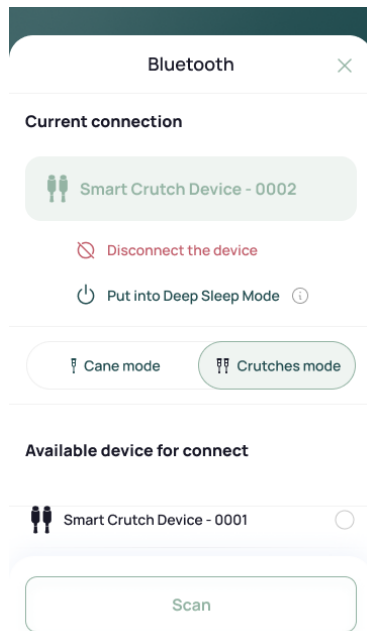 Bluetooth
Current connection
Smart Crutch Device - 0002
Disconnect the device
Put into Deep Sleep Mode
Cane mode
Crutches mode
Available device for connect
Smart Crutch Device - 0001
Scan